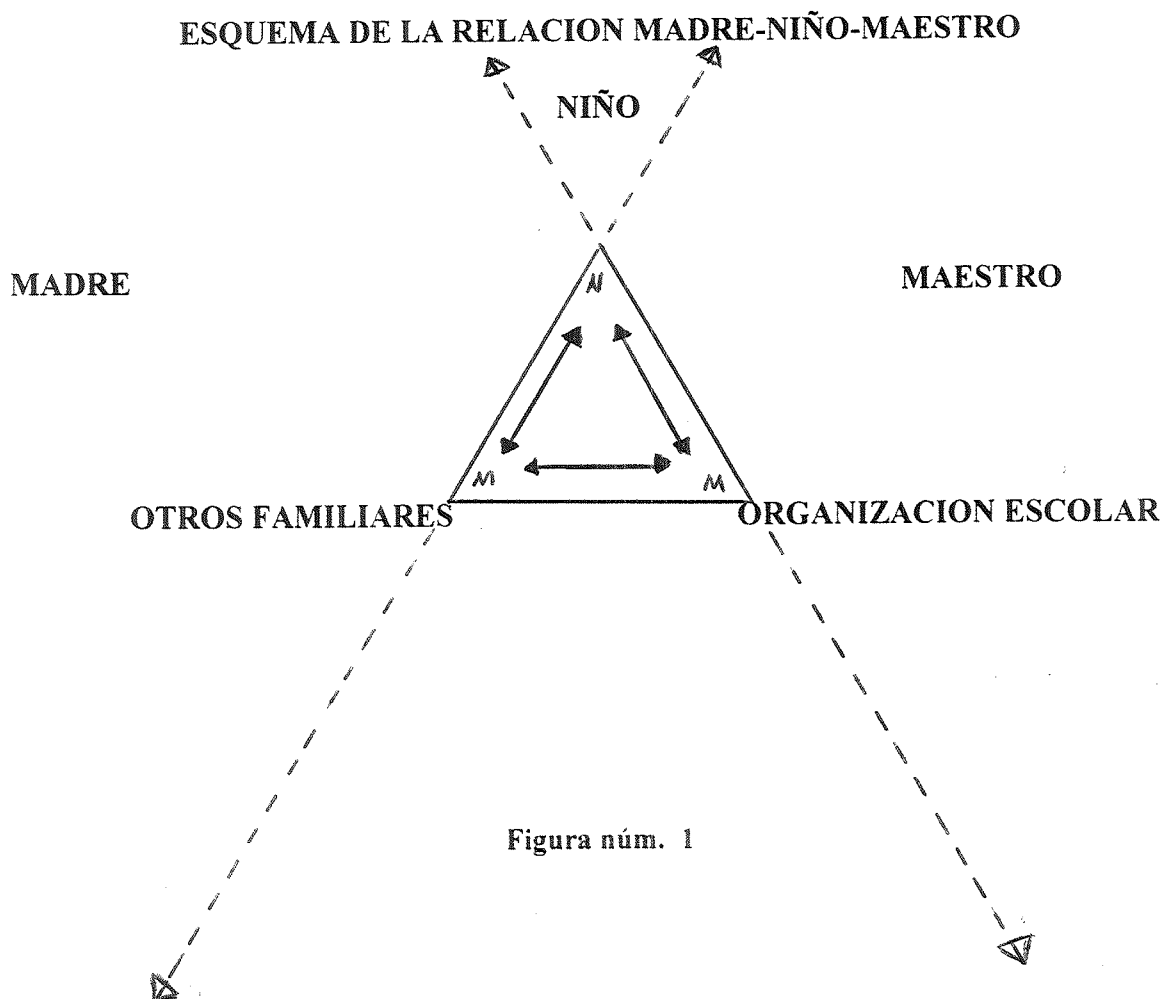 ESQUEMA DE LA RELACION MADRE-NIÑO-MAESTRO
NIÑO
MADRE
MAESTRO
N
M
M
OTROS FAMILIARES
ORGANIZACION ESCOLAR
Figura núm. 1